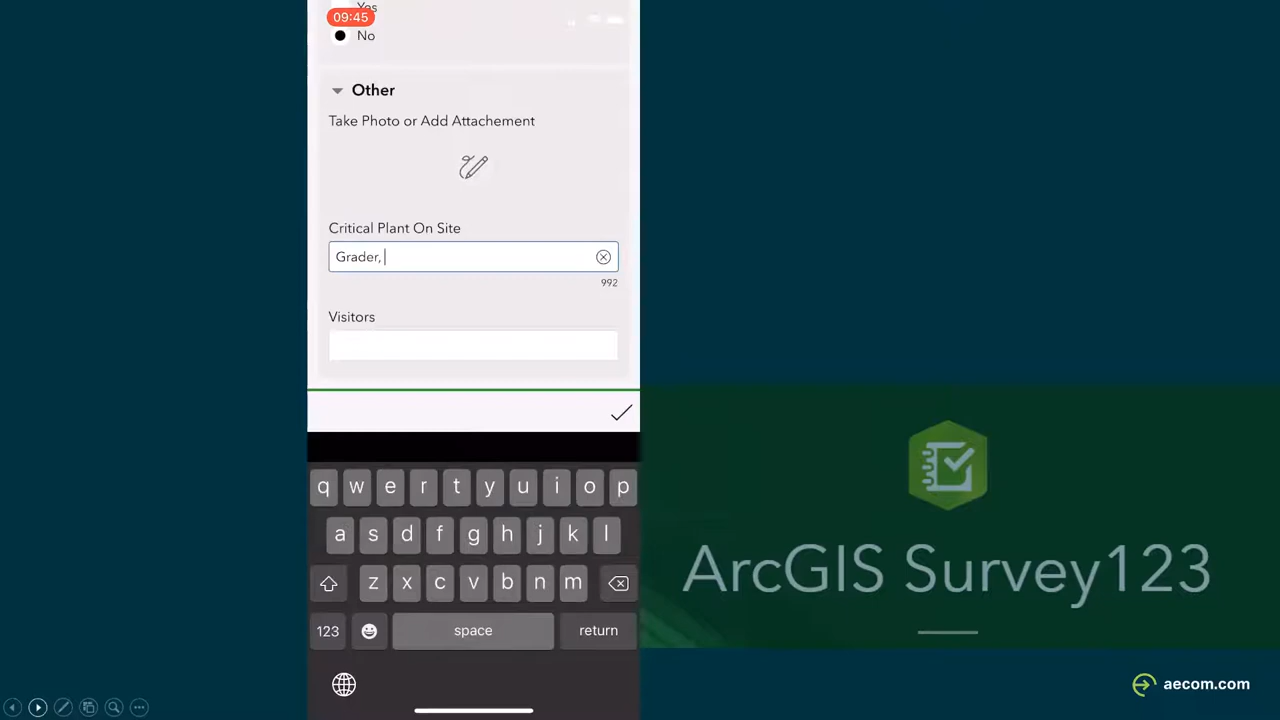 Yes
09:45
No
Other
Take Photo or Add Attachement
Critical Plant On Site
Grader,
992
Visitors
q w e r t y u i o p
a s d f g h j k l
z x c v b n m
123 space return
ArcGIS Survey123
aecom.com